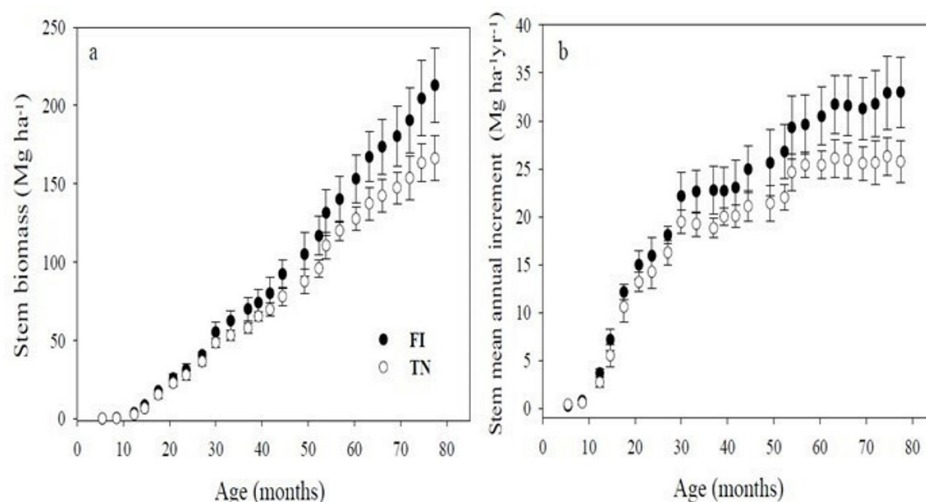 a
Stem biomass (Mg ha⁻¹)
250
200
150
100
50
0
FI
TN
0 10 20 30 40 50 60 70 80
Age (months)
b
Stem mean annual increment (Mg ha⁻¹yr⁻¹)
40
35
30
25
20
15
10
5
0
0 10 20 30 40 50 60 70 80
Age (months)